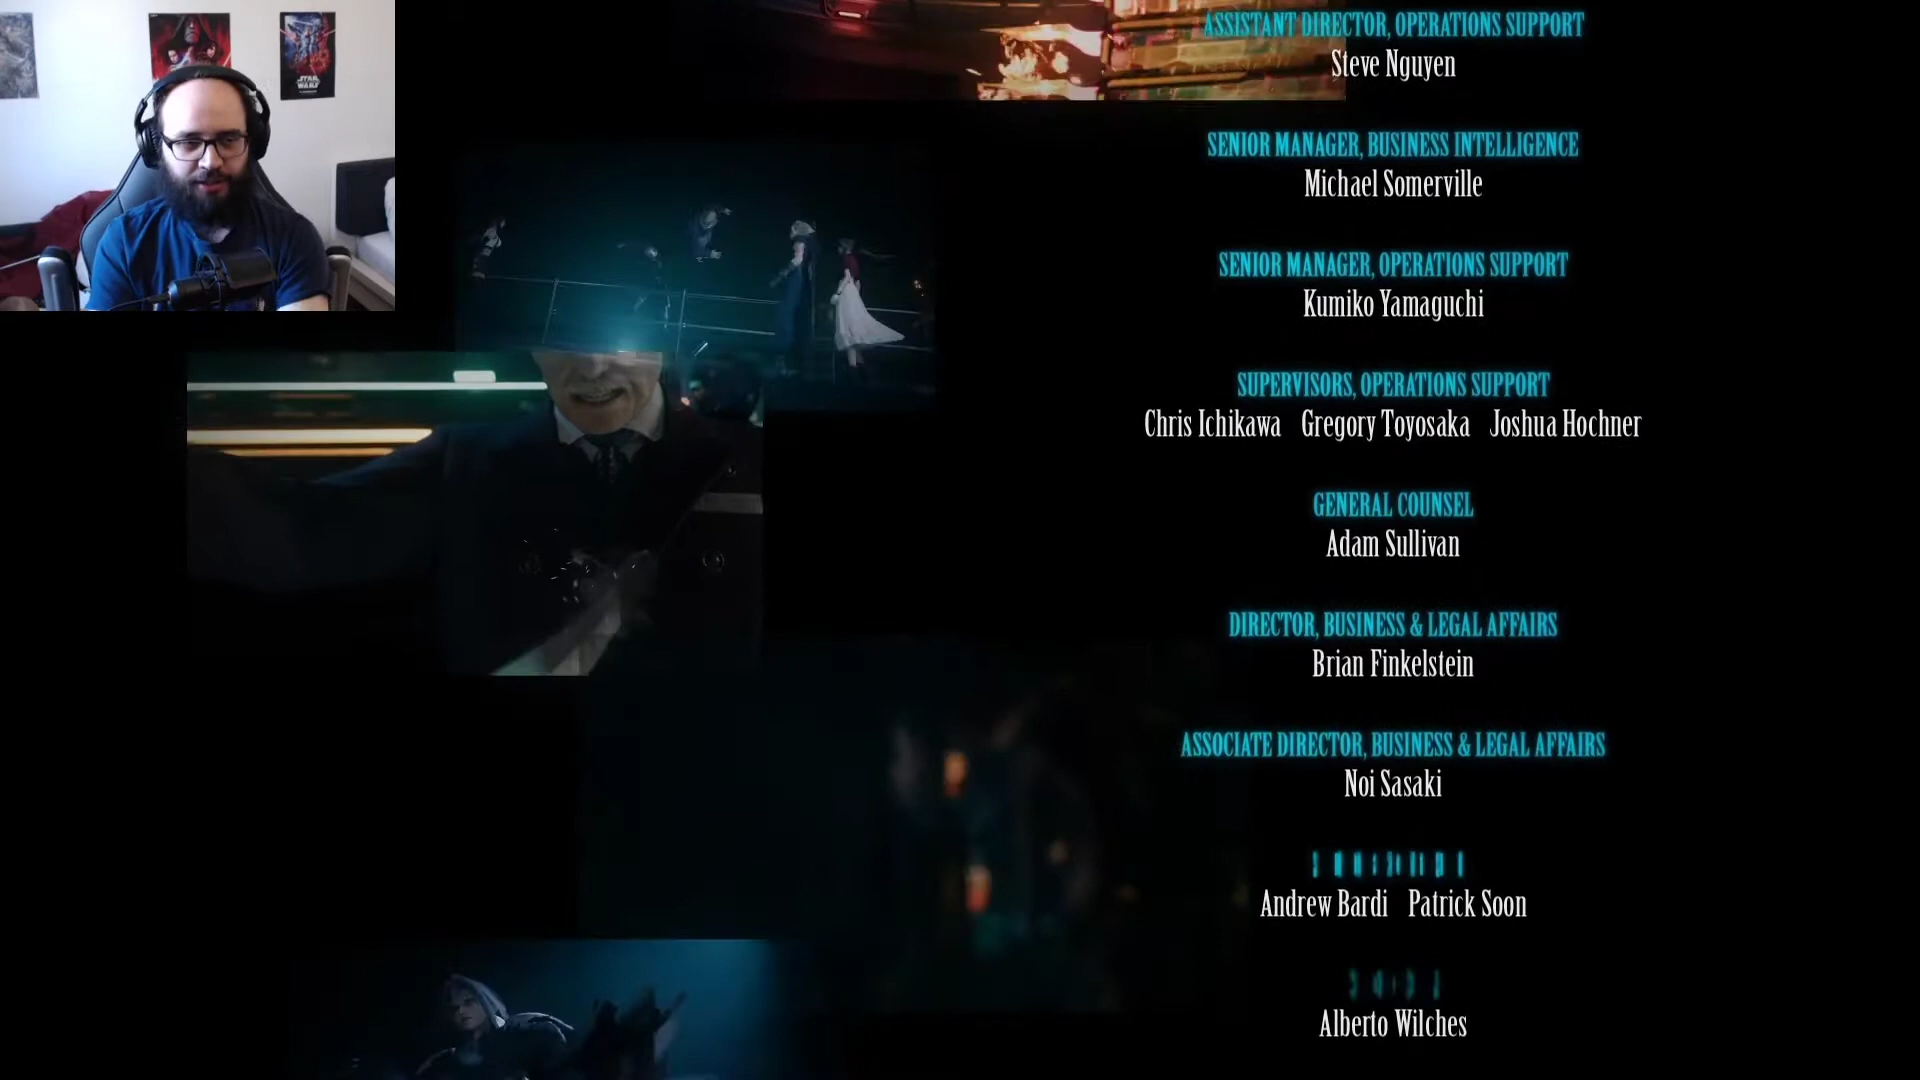 STAR
WARS
ASSISTANT DIRECTOR, OPERATIONS SUPPORT
Steve Nguyen
SENIOR MANAGER, BUSINESS INTELLIGENCE
Michael Somerville
SENIOR MANAGER, OPERATIONS SUPPORT
Kumiko Yamaguchi
SUPERVISORS, OPERATIONS SUPPORT
Chris Ichikawa Gregory Toyosaka Joshua Hochner
GENERAL COUNSEL
Adam Sullivan
DIRECTOR, BUSINESS & LEGAL AFFAIRS
Brian Finkelstein
ASSOCIATE DIRECTOR, BUSINESS & LEGAL AFFAIRS
Noi Sasaki
Andrew Bardi Patrick Soon
Alberto Wilches